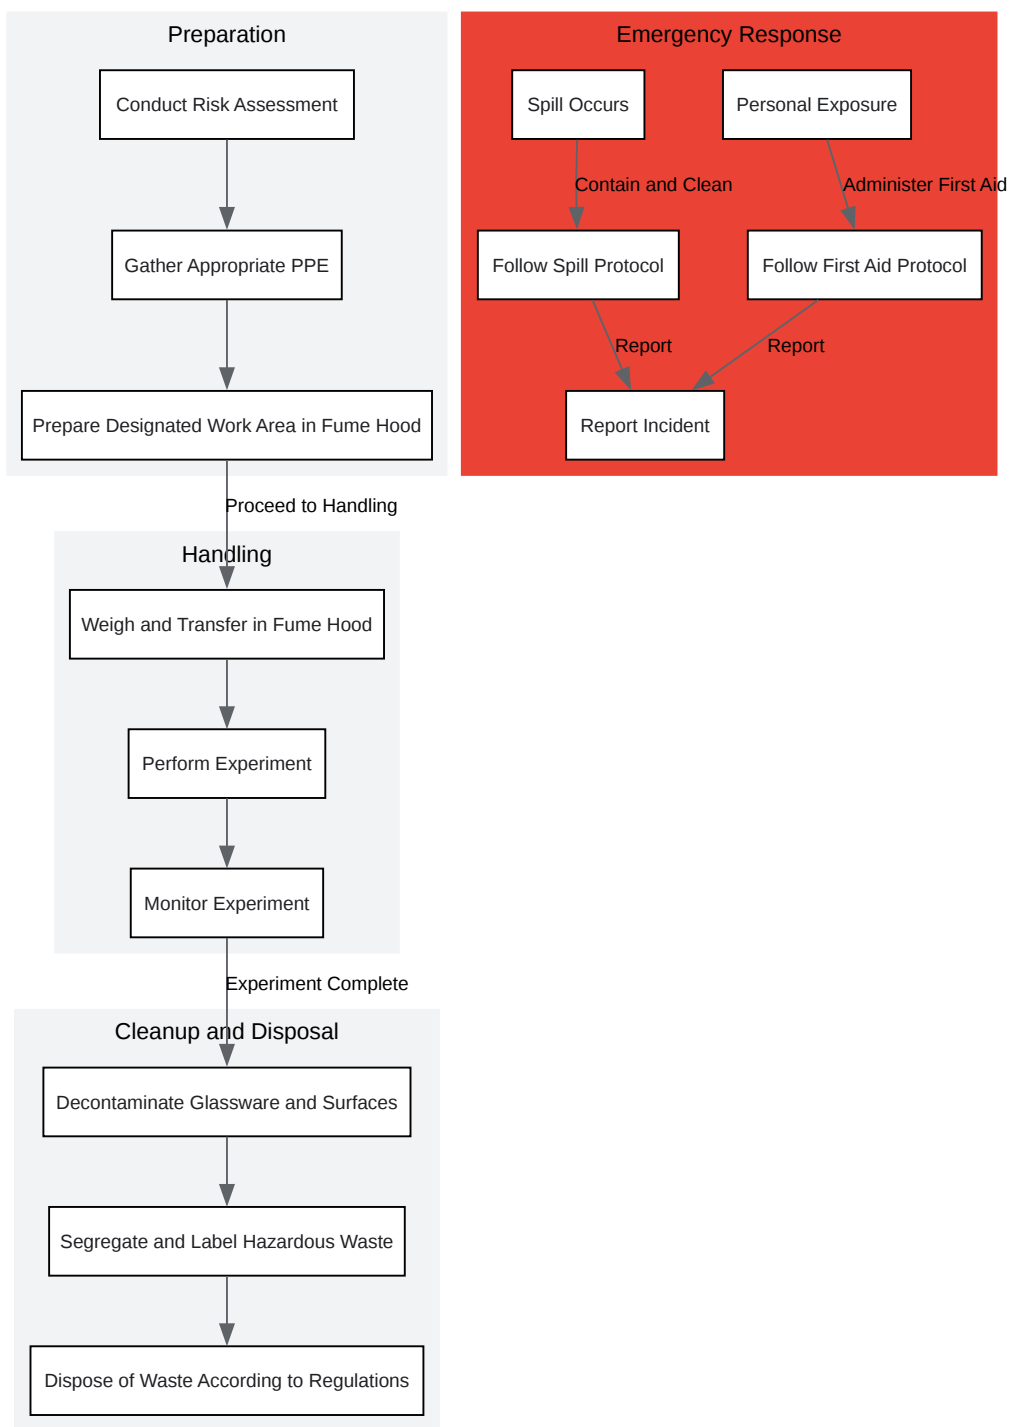 Preparation
Conduct Risk Assessment
Gather Appropriate PPE
Prepare Designated Work Area in Fume Hood
Proceed to Handling
Handling
Weigh and Transfer in Fume Hood
Perform Experiment
Monitor Experiment
Experiment Complete
Cleanup and Disposal
Decontaminate Glassware and Surfaces
Segregate and Label Hazardous Waste
Dispose of Waste According to Regulations
Emergency Response
Spill Occurs
Personal Exposure
Contain and Clean
Administer First Aid
Follow Spill Protocol
Follow First Aid Protocol
Report
Report
Report Incident